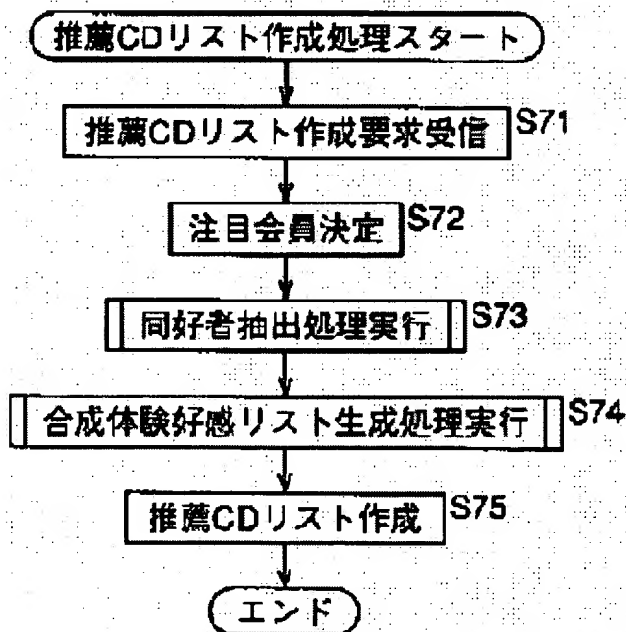 推薦CDリスト作成処理スタート
推薦CDリスト作成要求受信 S71
注目会員決定 S72
同好者抽出処理実行 S73
合成体験好感リスト生成処理実行 S74
推薦CDリスト作成 S75
エンド